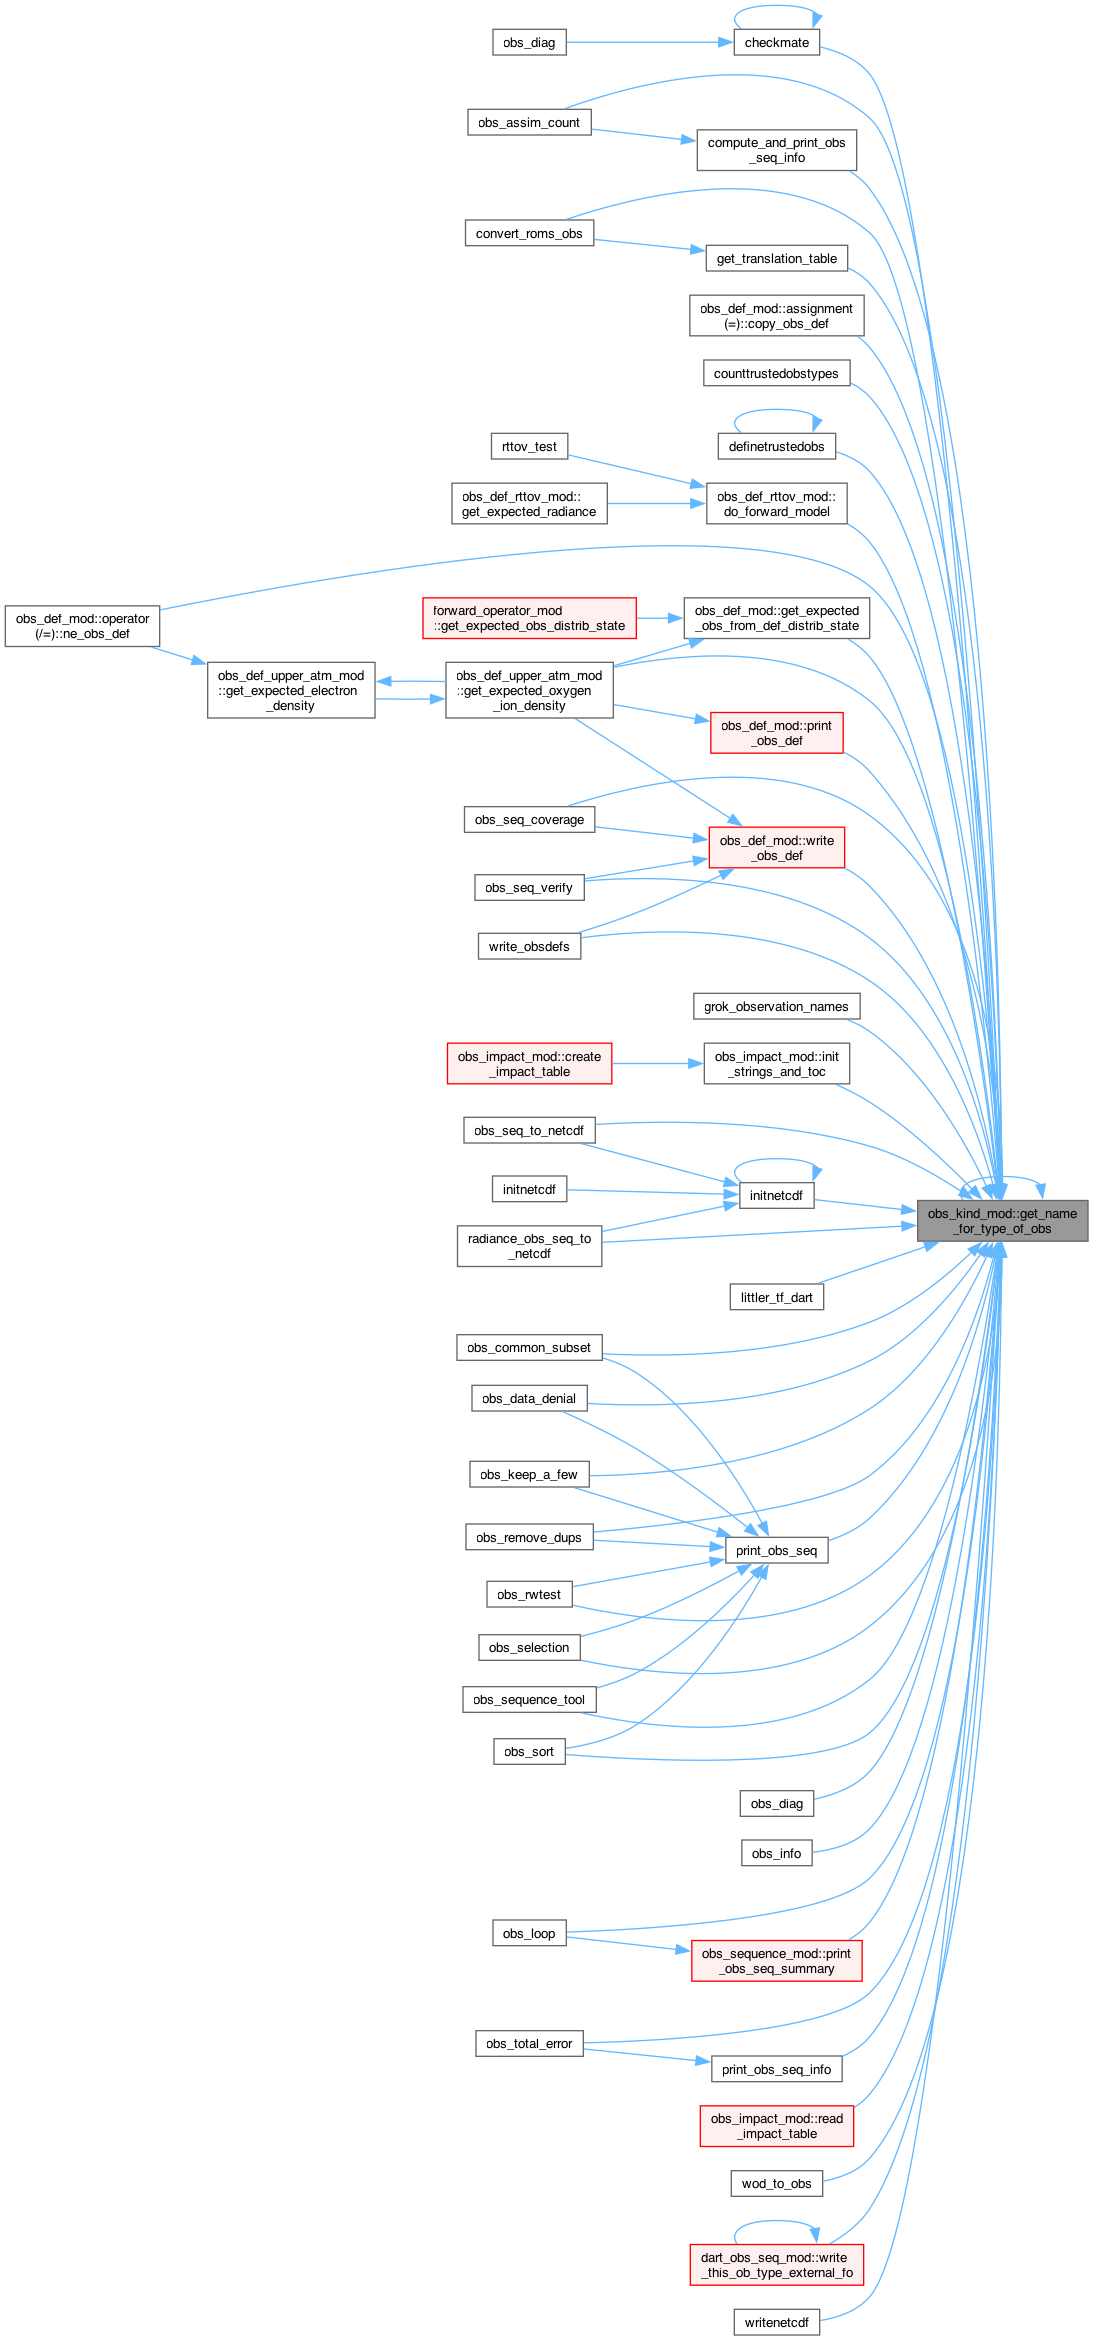 checkmate
obs_diag
obs_assim_count
compute_and_print_obs
_seq_info
convert_roms_obs
get_translation_table
obs_def_mod::assignment
(=)::copy_obs_def
counttrustedobstypes
definetrustedobs
rttov_test
obs_def_rttov_mod::
get_expected_radiance
obs_def_rttov_mod::
do_forward_model
obs_def_mod::operator
(/=)::ne_obs_def
forward_operator_mod
::get_expected_obs_distrib_state
obs_def_mod::get_expected
_obs_from_def_distrib_state
obs_def_upper_atm_mod
::get_expected_electron
_density
obs_def_upper_atm_mod
::get_expected_oxygen
_ion_density
obs_def_mod::print
_obs_def
obs_seq_coverage
obs_def_mod::write
_obs_def
obs_seq_verify
write_obsdefs
grok_observation_names
obs_impact_mod::create
_impact_table
obs_impact_mod::init
_strings_and_toc
obs_seq_to_netcdf
initnetcdf
initnetcdf
obs_kind_mod::get_name
_for_type_of_obs
radiance_obs_seq_to
_netcdf
littler_tf_dart
obs_common_subset
obs_data_denial
obs_keep_a_few
obs_remove_dups
print_obs_seq
obs_rwtest
obs_selection
obs_sequence_tool
obs_sort
obs_diag
obs_info
obs_loop
obs_sequence_mod::print
_obs_seq_summary
obs_total_error
print_obs_seq_info
obs_impact_mod::read
_impact_table
wod_to_obs
dart_obs_seq_mod::write
_this_ob_type_external_fo
writenetcdf